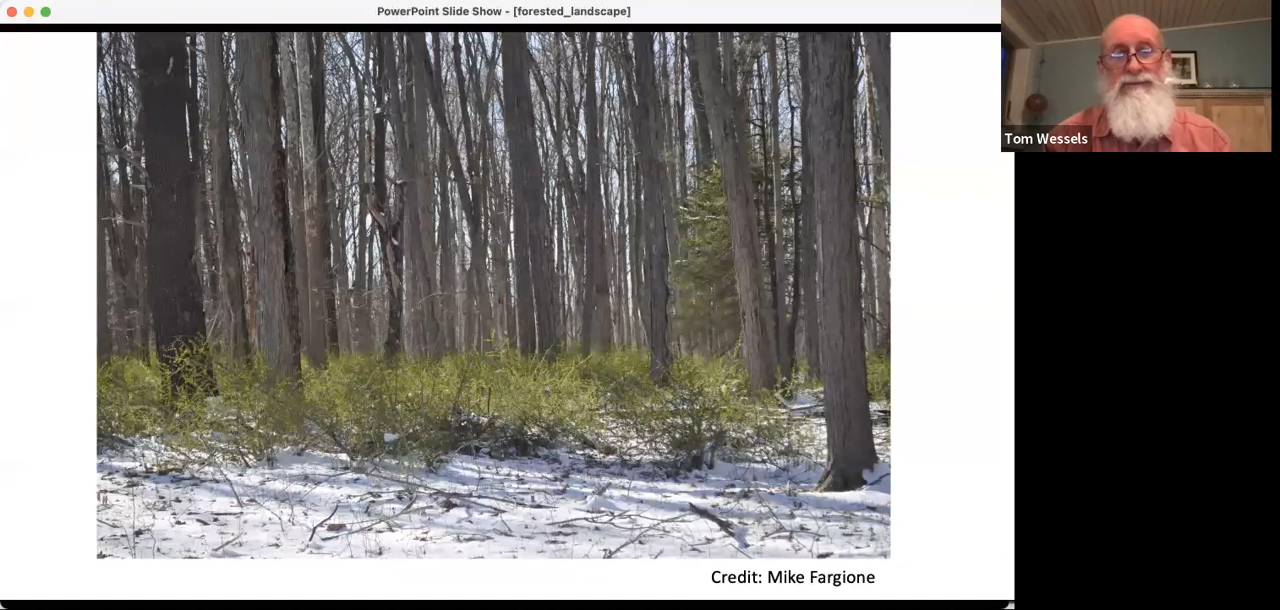 PowerPoint Slide Show - [forested_landscape]
Tom Wessels
Credit: Mike Fargione